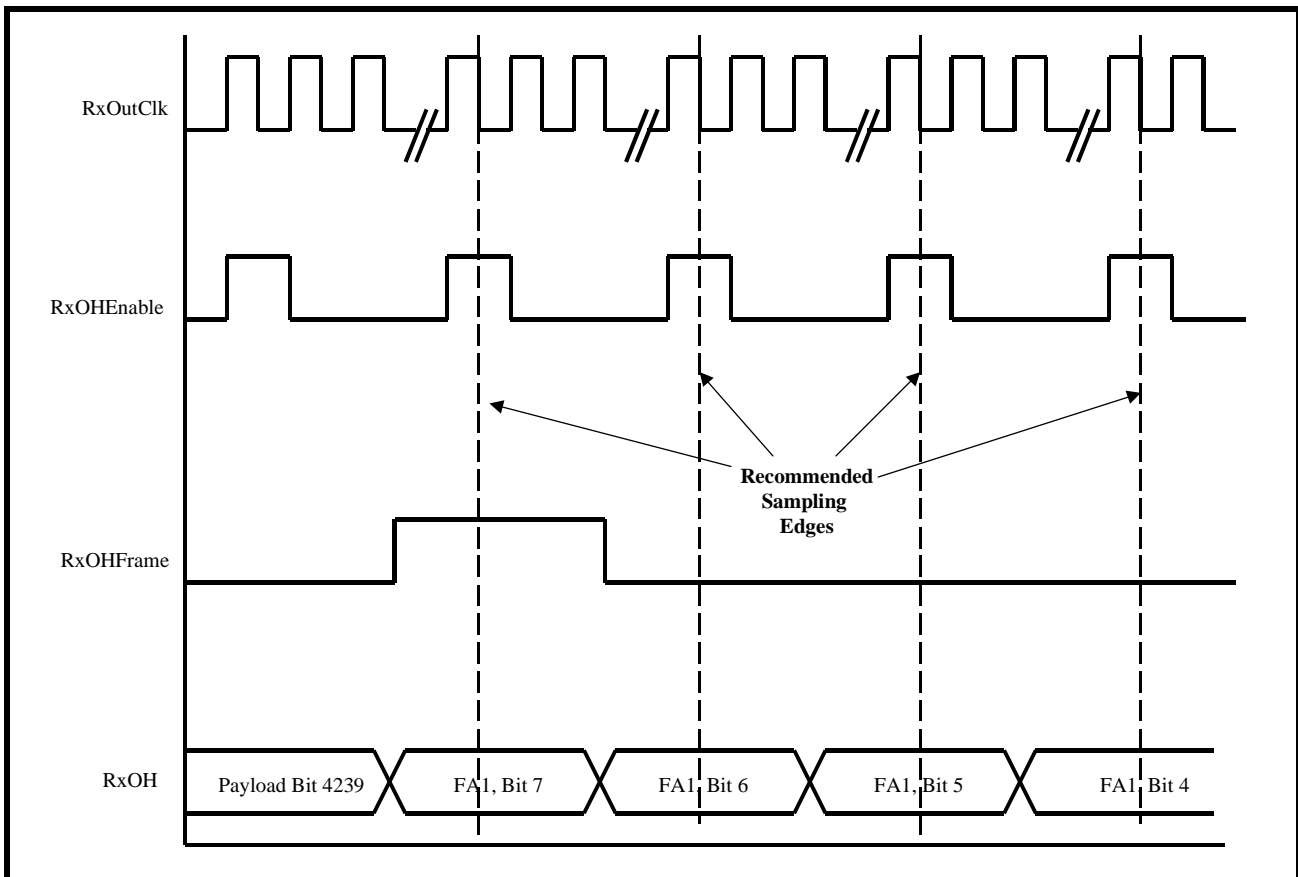 RxOutClk
RxOHEnable
Recommended
Sampling
Edges
RxOHFrame
RxOH
Payload Bit 4239
FA1, Bit 7
FA1, Bit 6
FA1, Bit 5
FA1, Bit 4